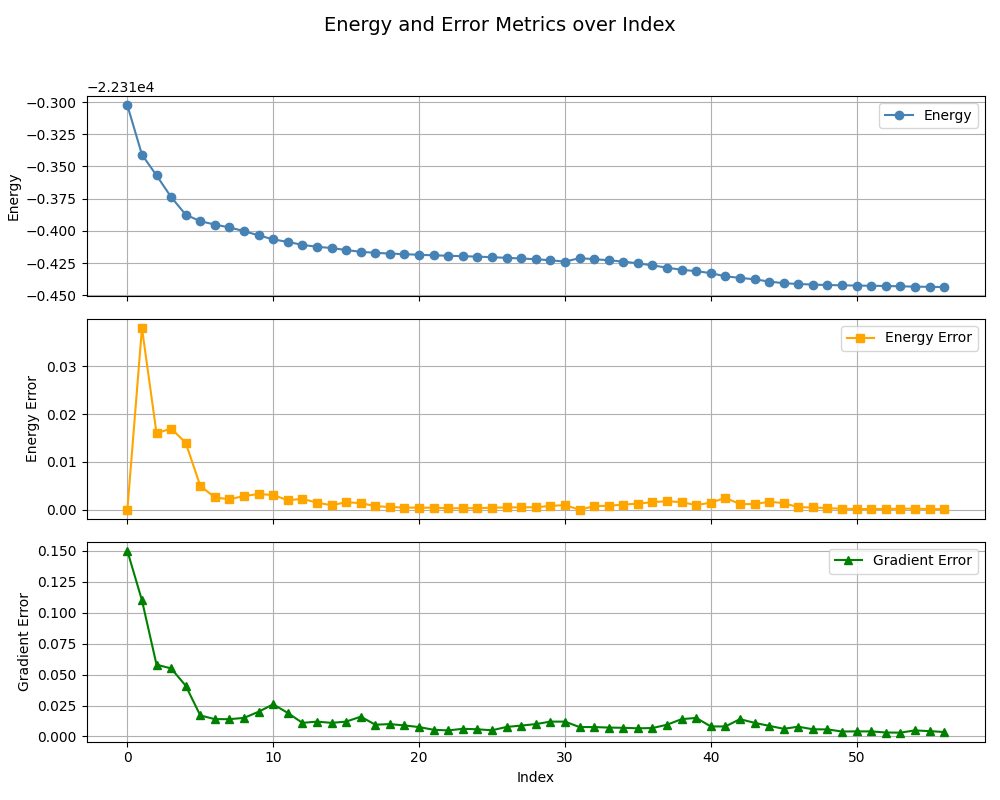 Energy and Error Metrics over Index
−2.231e4
−0.300
−0.325
−0.350
−0.375
−0.400
−0.425
−0.450
Energy
Energy
0.03
0.02
0.01
0.00
Energy Error
Energy Error
0.150
0.125
0.100
0.075
0.050
0.025
0.000
Gradient Error
Gradient Error
0 10 20 30 40 50
Index